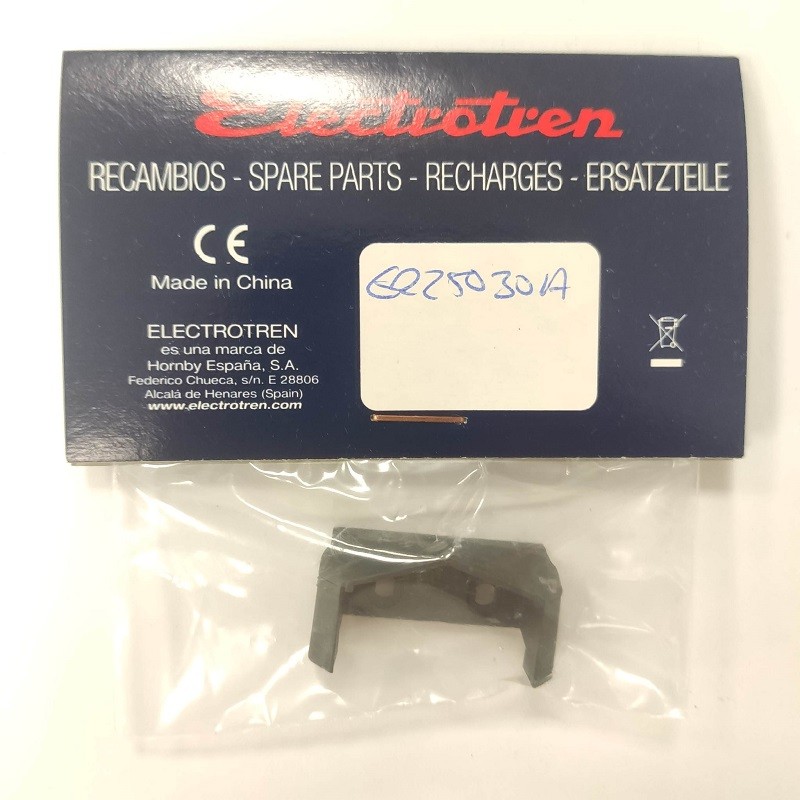 Electrotren
RECAMBIOS - SPARE PARTS - RECHARGES - ERSATZTEILE
CE
Made in China
ER25030/A
ELECTROTREN
es una marca de
Hornby España, S.A.
Federico Chueca, s/n. E 28806
Alcalá de Henares (Spain)
www.electrotren.com